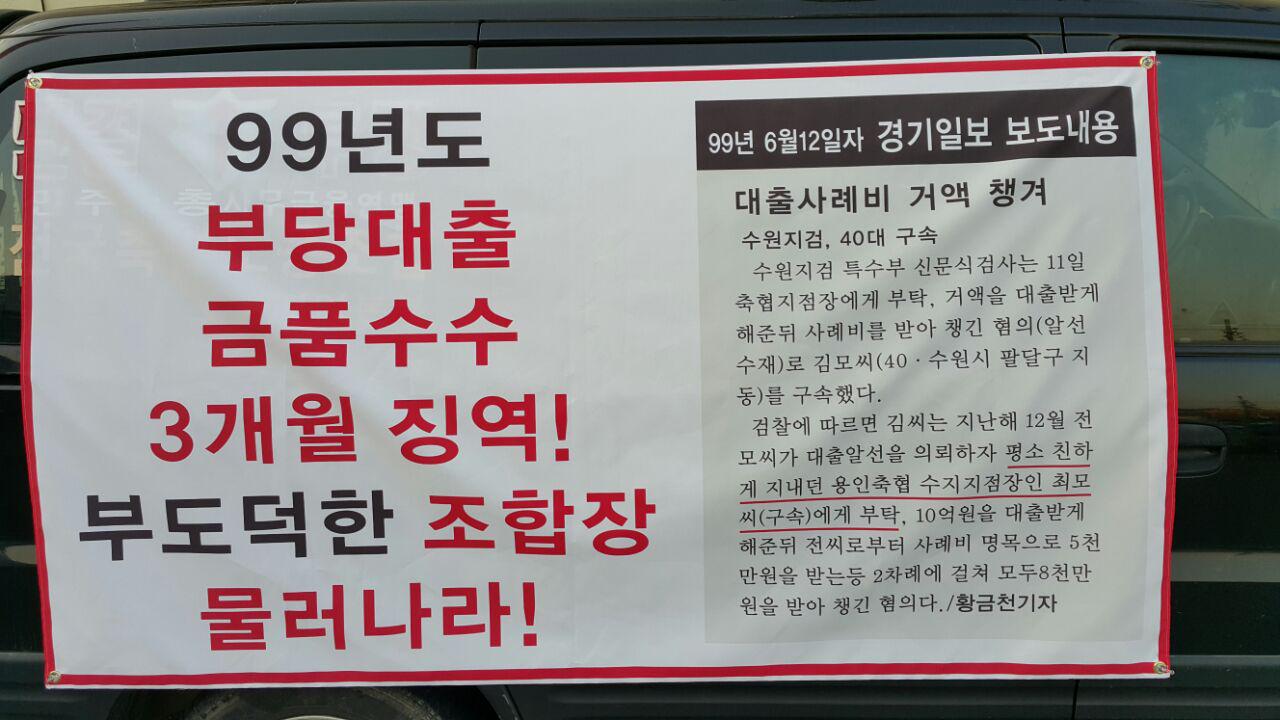 99년도
부당대출
금품수수
3개월 징역!
부도덕한 조합장
물러나라!
99년 6월12일자 경기일보 보도내용
대출사례비 거액 챙겨
수원지검, 40대 구속
수원지검 특수부 신문식검사는 11일
축협지점장에게 부탁, 거액을 대출받게
해준뒤 사례비를 받아 챙긴 혐의(알선
수재)로 김모씨(40·수원시 팔달구 지
동)를 구속했다.
검찰에 따르면 김씨는 지난해 12월 전
모씨가 대출알선을 의뢰하자 평소 친하
게 지내던 용인축협 수지지점장인 최모
씨(구속)에게 부탁, 10억원을 대출받게
해준뒤 전씨로부터 사례비 명목으로 5천
만원을 받는등 2차례에 걸쳐 모두8천만
원을 받아 챙긴 혐의다./황금천기자